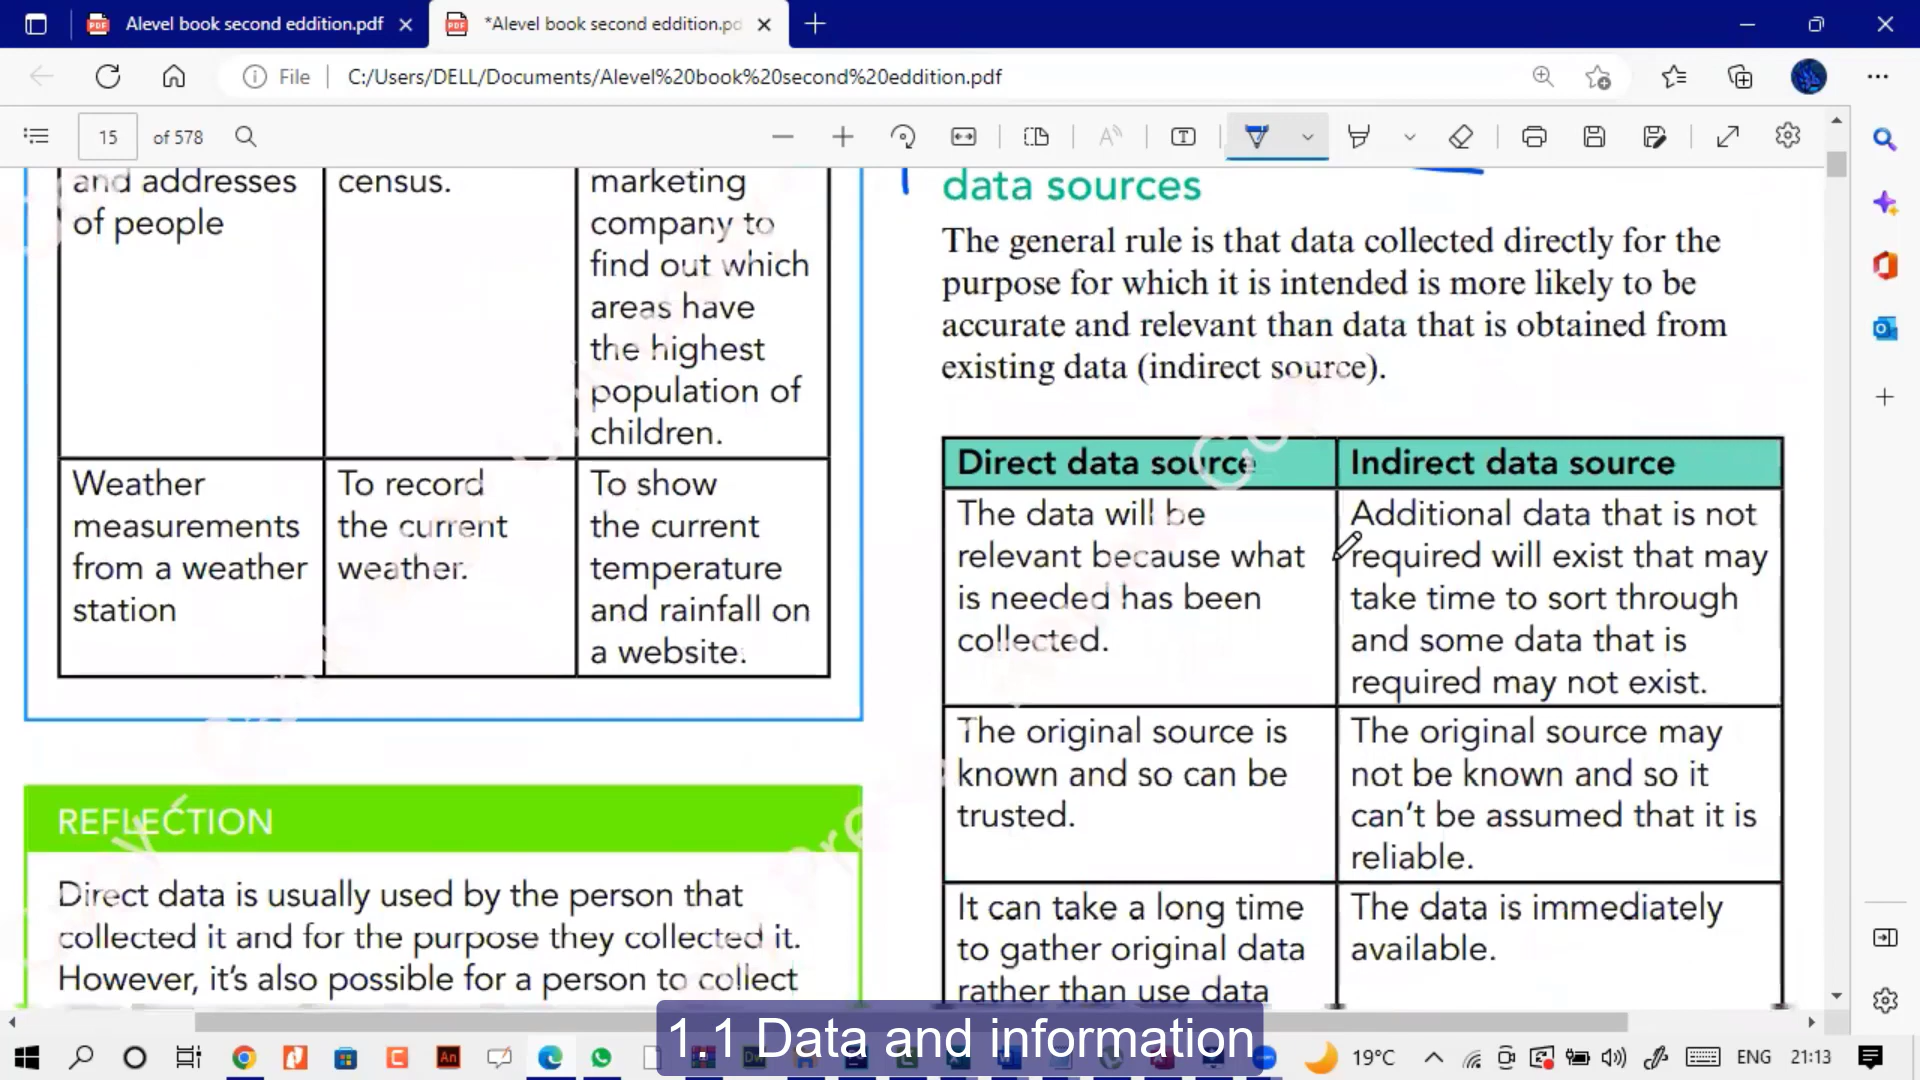 Alevel book second eddition.pdf
*Alevel book second eddition.pd
File
C:/Users/DELL/Documents/Alevel%20book%20second%20eddition.pdf
15
of 578
and addresses
of people
census.
marketing
company to
find out which
areas have
the highest
population of
children.
Weather
measurements
from a weather
station
To record
the current
weather.
To show
the current
temperature
and rainfall on
a website.
REFLECTION
Direct data is usually used by the person that
collected it and for the purpose they collected it.
However, it's also possible for a person to collect
data sources
The general rule is that data collected directly for the
purpose for which it is intended is more likely to be
accurate and relevant than data that is obtained from
existing data (indirect source).
Direct data source
Indirect data source
The data will be
relevant because what
is needed has been
collected.
Additional data that is not
required will exist that may
take time to sort through
and some data that is
required may not exist.
The original source is
known and so can be
trusted.
The original source may
not be known and so it
can't be assumed that it is
reliable.
It can take a long time
to gather original data
rather than use data
The data is immediately
available.
1.1 Data and information
19°C
ENG
21:13